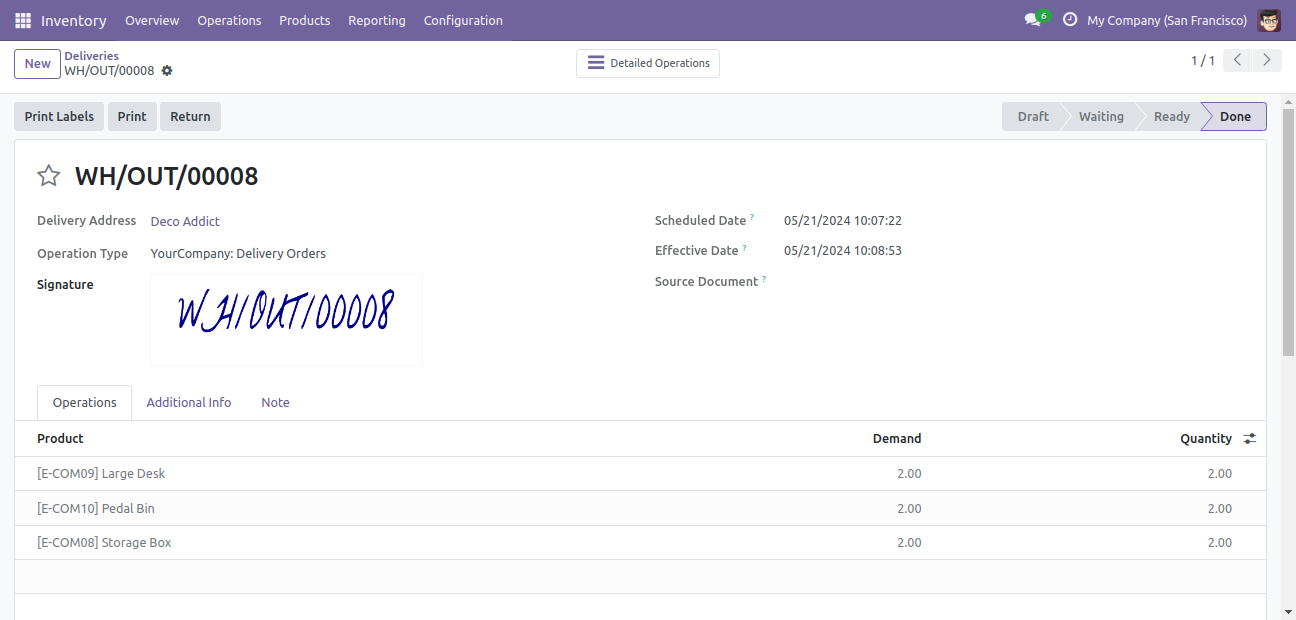 Inventory Overview Operations Products Reporting Configuration 6 My Company (San Francisco)
New Deliveries
WH/OUT/00008
Detailed Operations
1 / 1
Print Labels Print Return Draft Waiting Ready Done
WH/OUT/00008
Delivery Address Deco Addict Scheduled Date ? 05/21/2024 10:07:22
Operation Type YourCompany: Delivery Orders Effective Date ? 05/21/2024 10:08:53
Signature WH/OUT/00008 Source Document ?
Operations Additional Info Note
Product Demand Quantity
[E-COM09] Large Desk 2.00 2.00
[E-COM10] Pedal Bin 2.00 2.00
[E-COM08] Storage Box 2.00 2.00